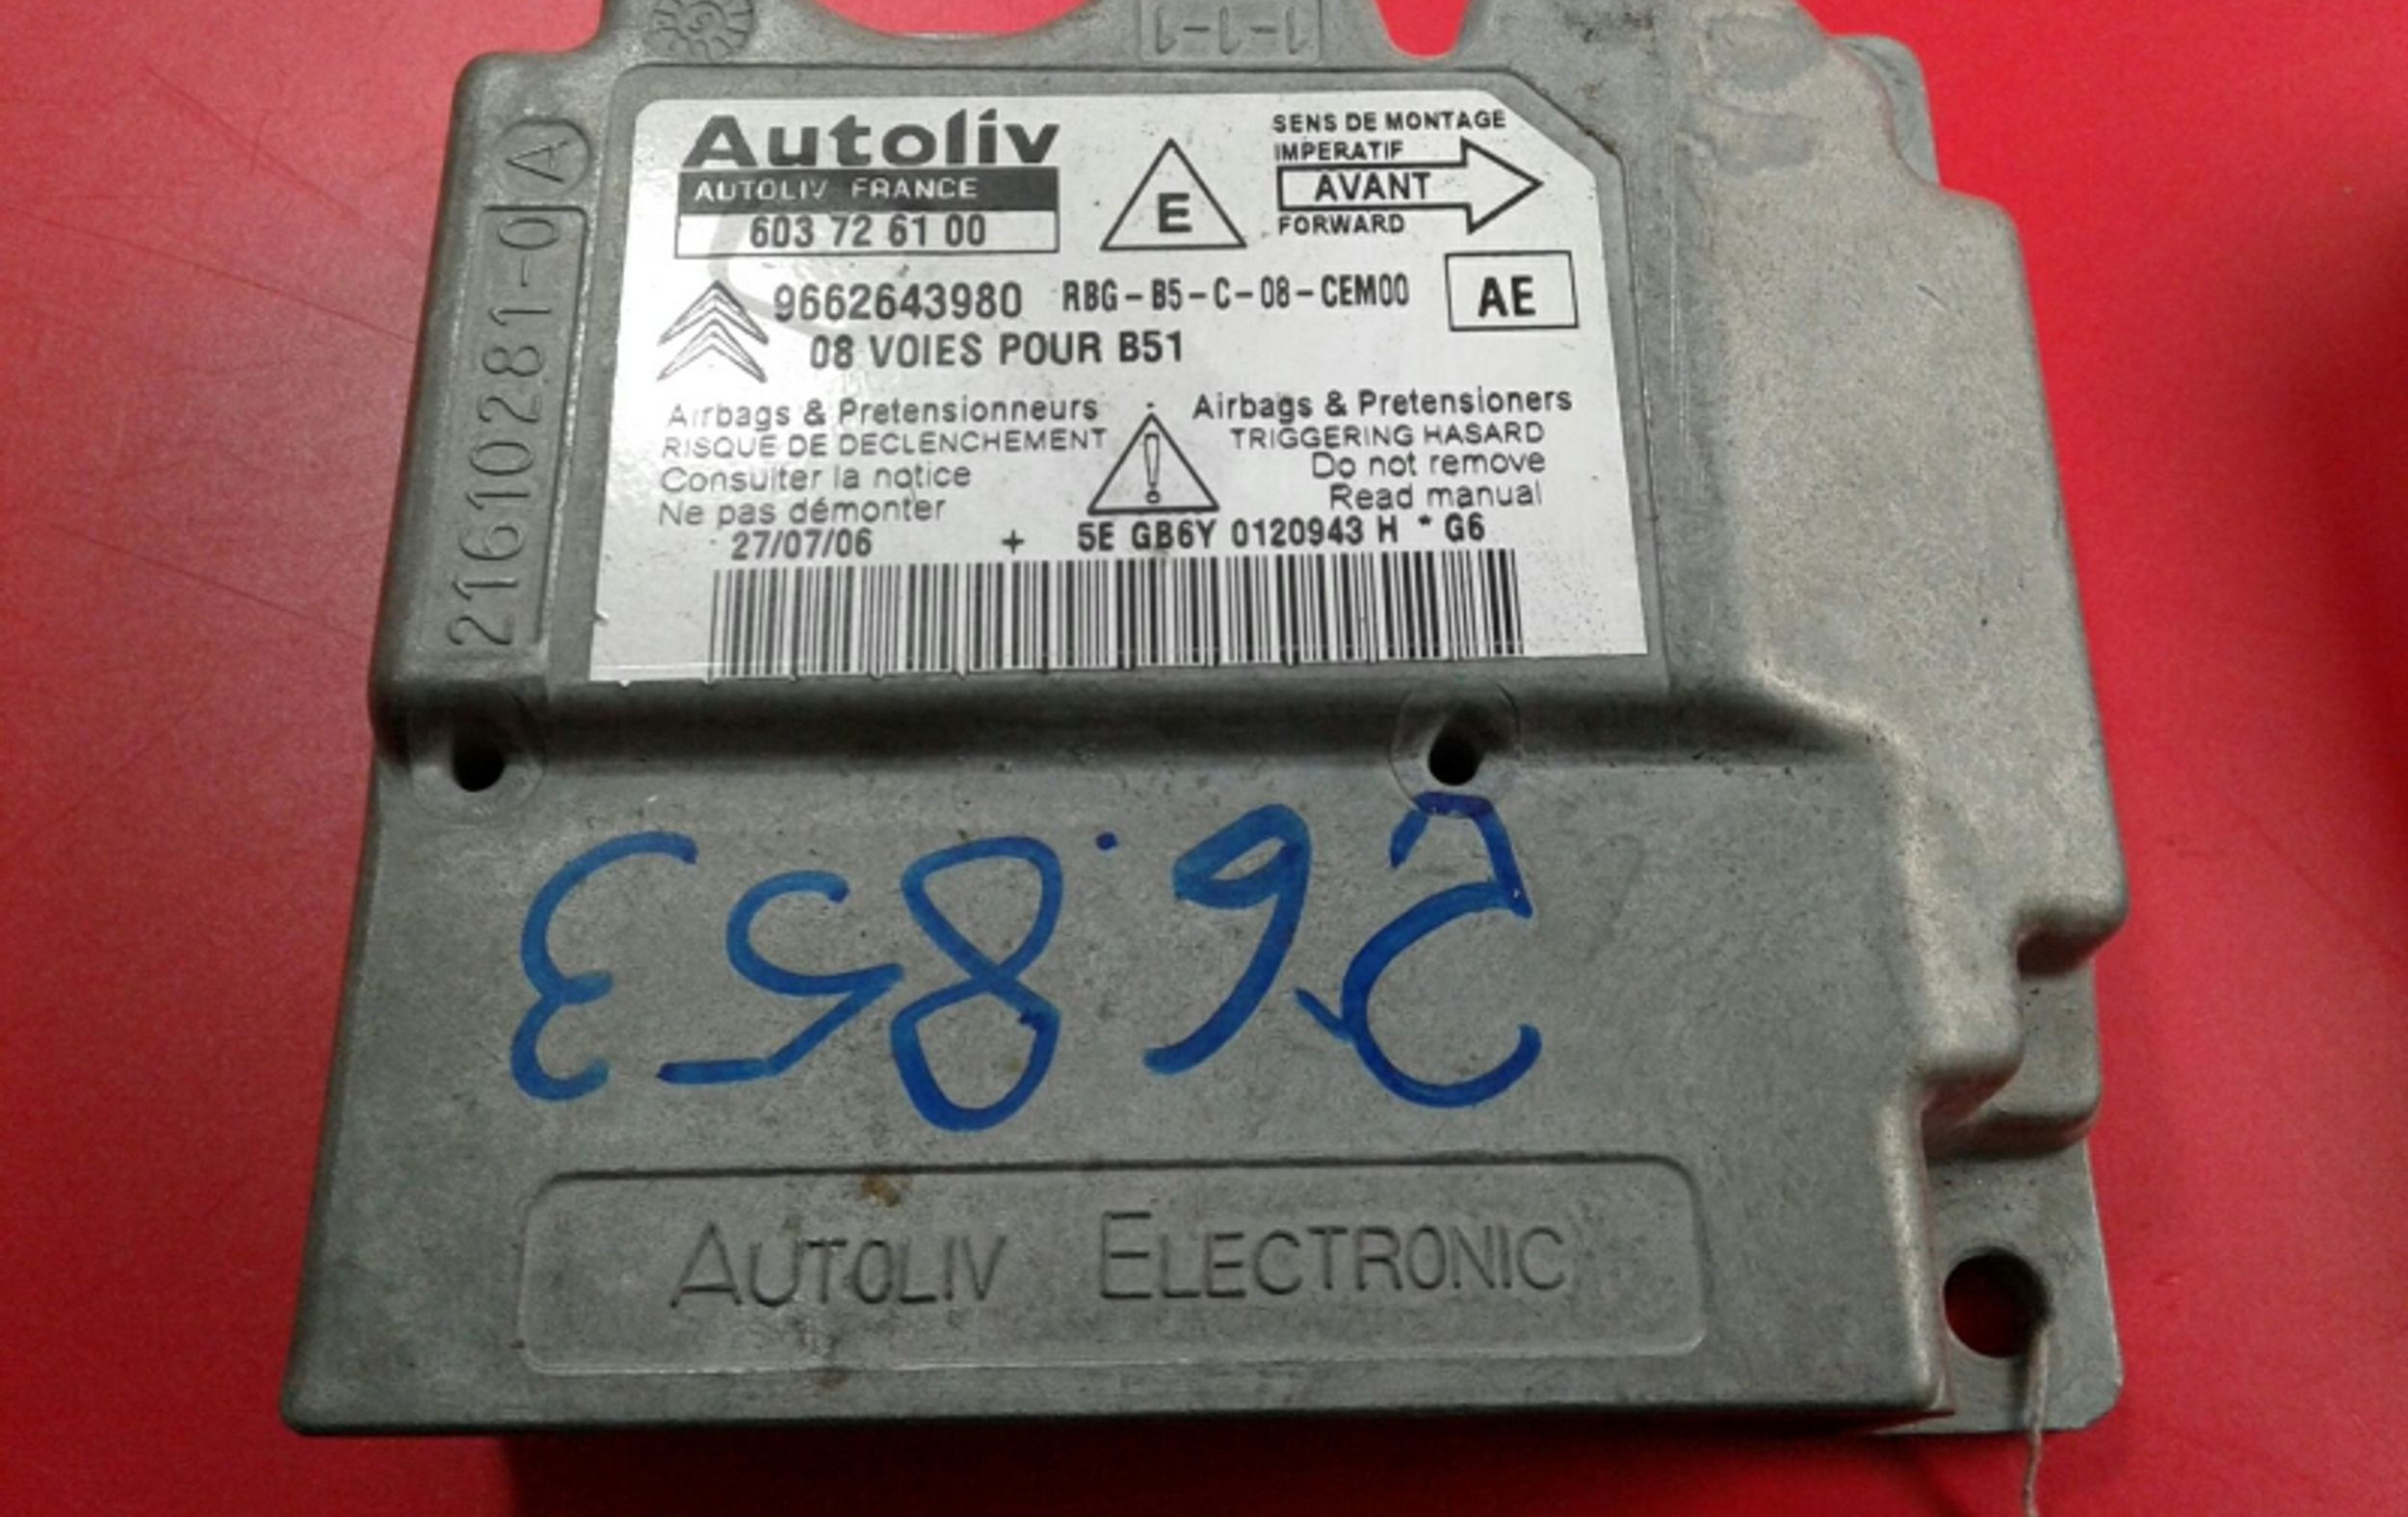 1-1-1
Autoliv
AUTOLIV FRANCE
603 72 61 00
E
SENS DE MONTAGE
IMPERATIF
AVANT
FORWARD
9662643980 RBG-B5-C-08-CEM00
AE
08 VOIES POUR B51
Airbags & Pretensionneurs
RISQUE DE DECLENCHEMENT
Consulter la notice
Ne pas démonter
!
Airbags & Pretensioners
TRIGGERING HASARD
Do not remove
Read manual
27/07/06 + 5E GB6Y 0120943 H * G6
21610281-0 A
26.853
AUTOLIV ELECTRONIC